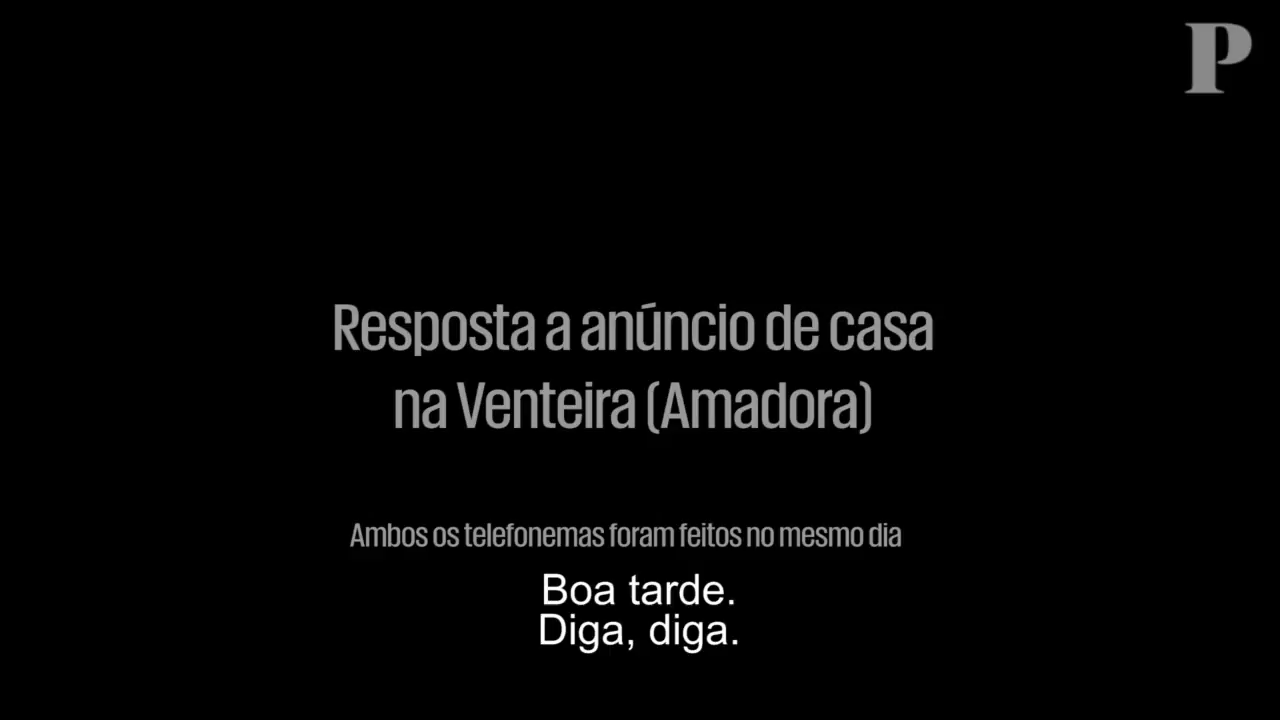 P
Resposta a anúncio de casa
na Venteira (Amadora)
Ambos os telefonemas foram feitos no mesmo dia
Boa tarde.
Diga, diga.